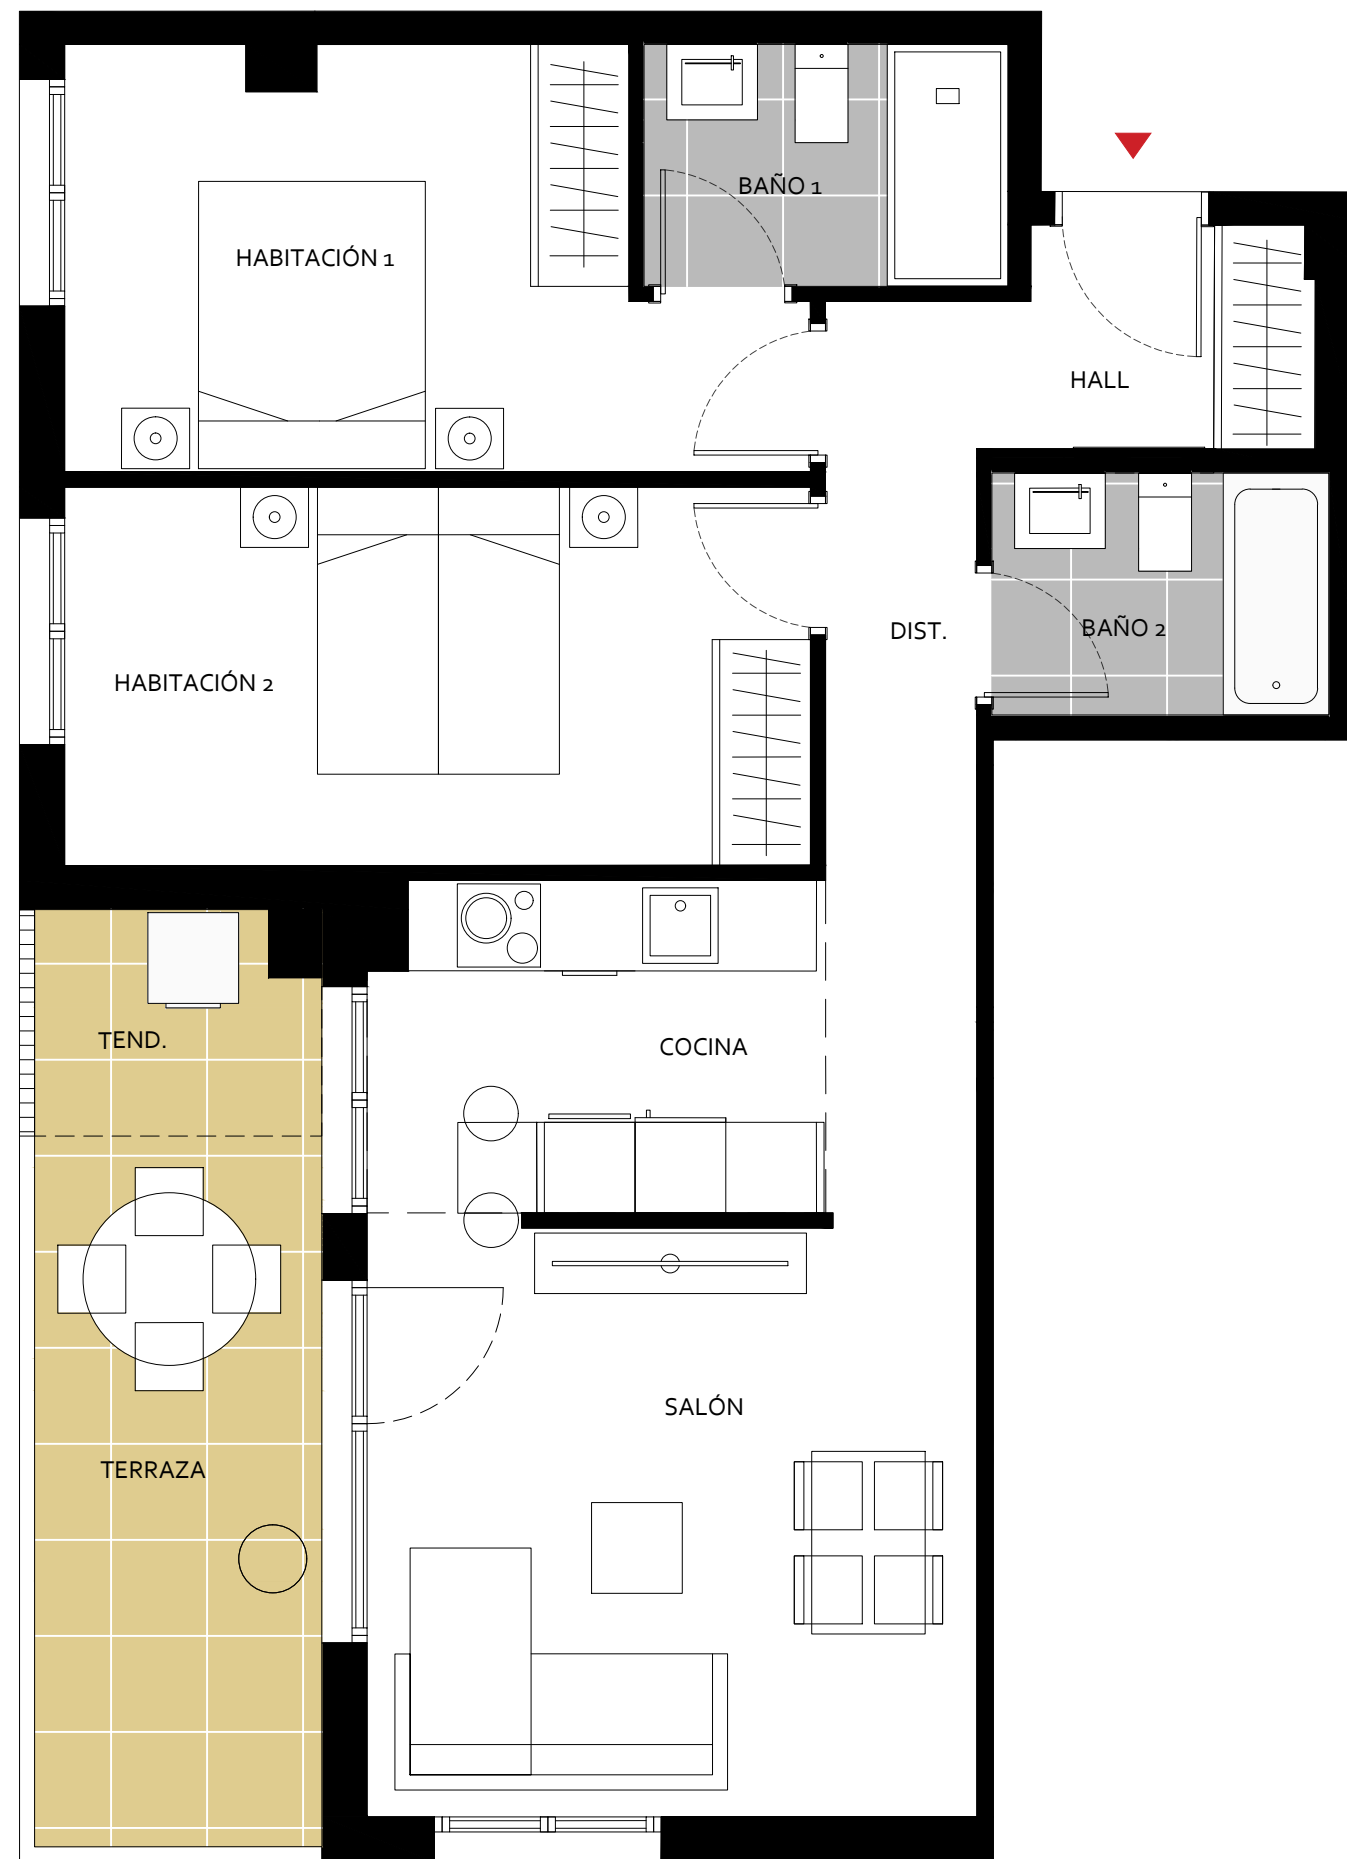 BAÑO 1
HABITACIÓN 1
HALL
DIST.
BAÑO 2
HABITACIÓN 2
TEND.
COCINA
SALÓN
TERRAZA